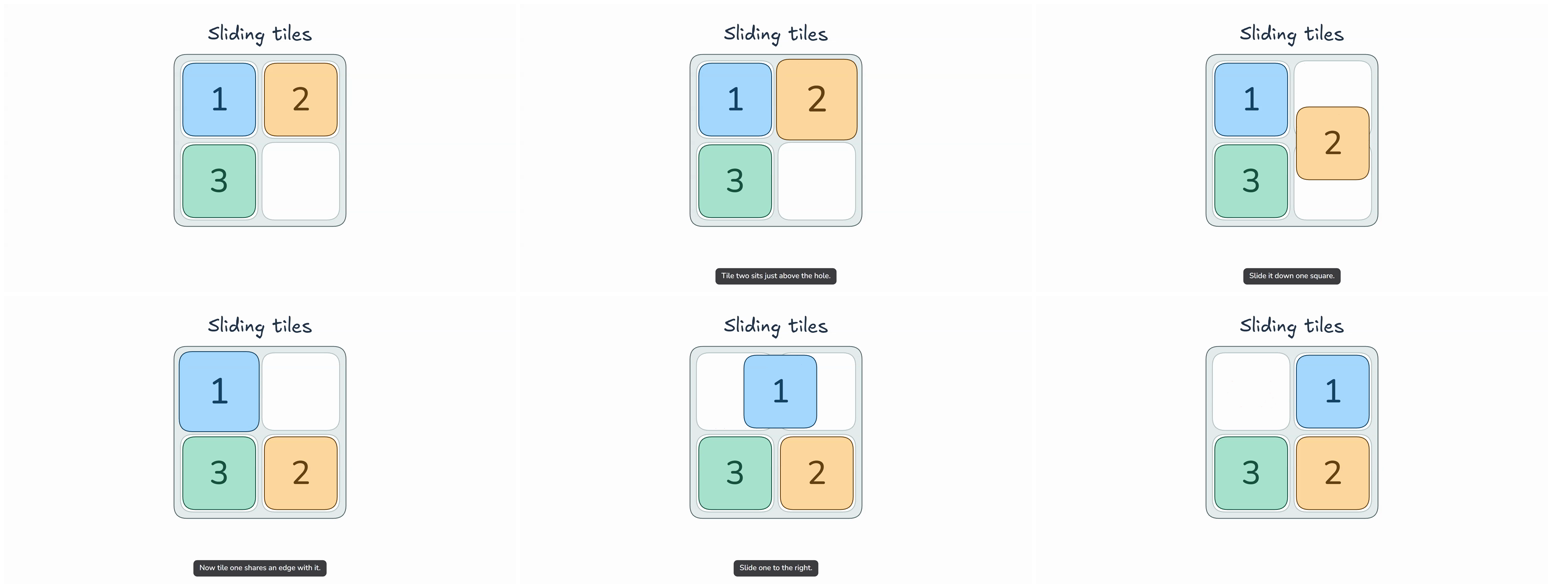 Sliding tiles
1 2
3
Sliding tiles
1 2
3
Tile two sits just above the hole.
Sliding tiles
1
2
3
Slide it down one square.
Sliding tiles
1
3 2
Now tile one shares an edge with it.
Sliding tiles
1
3 2
Slide one to the right.
Sliding tiles
1
3 2